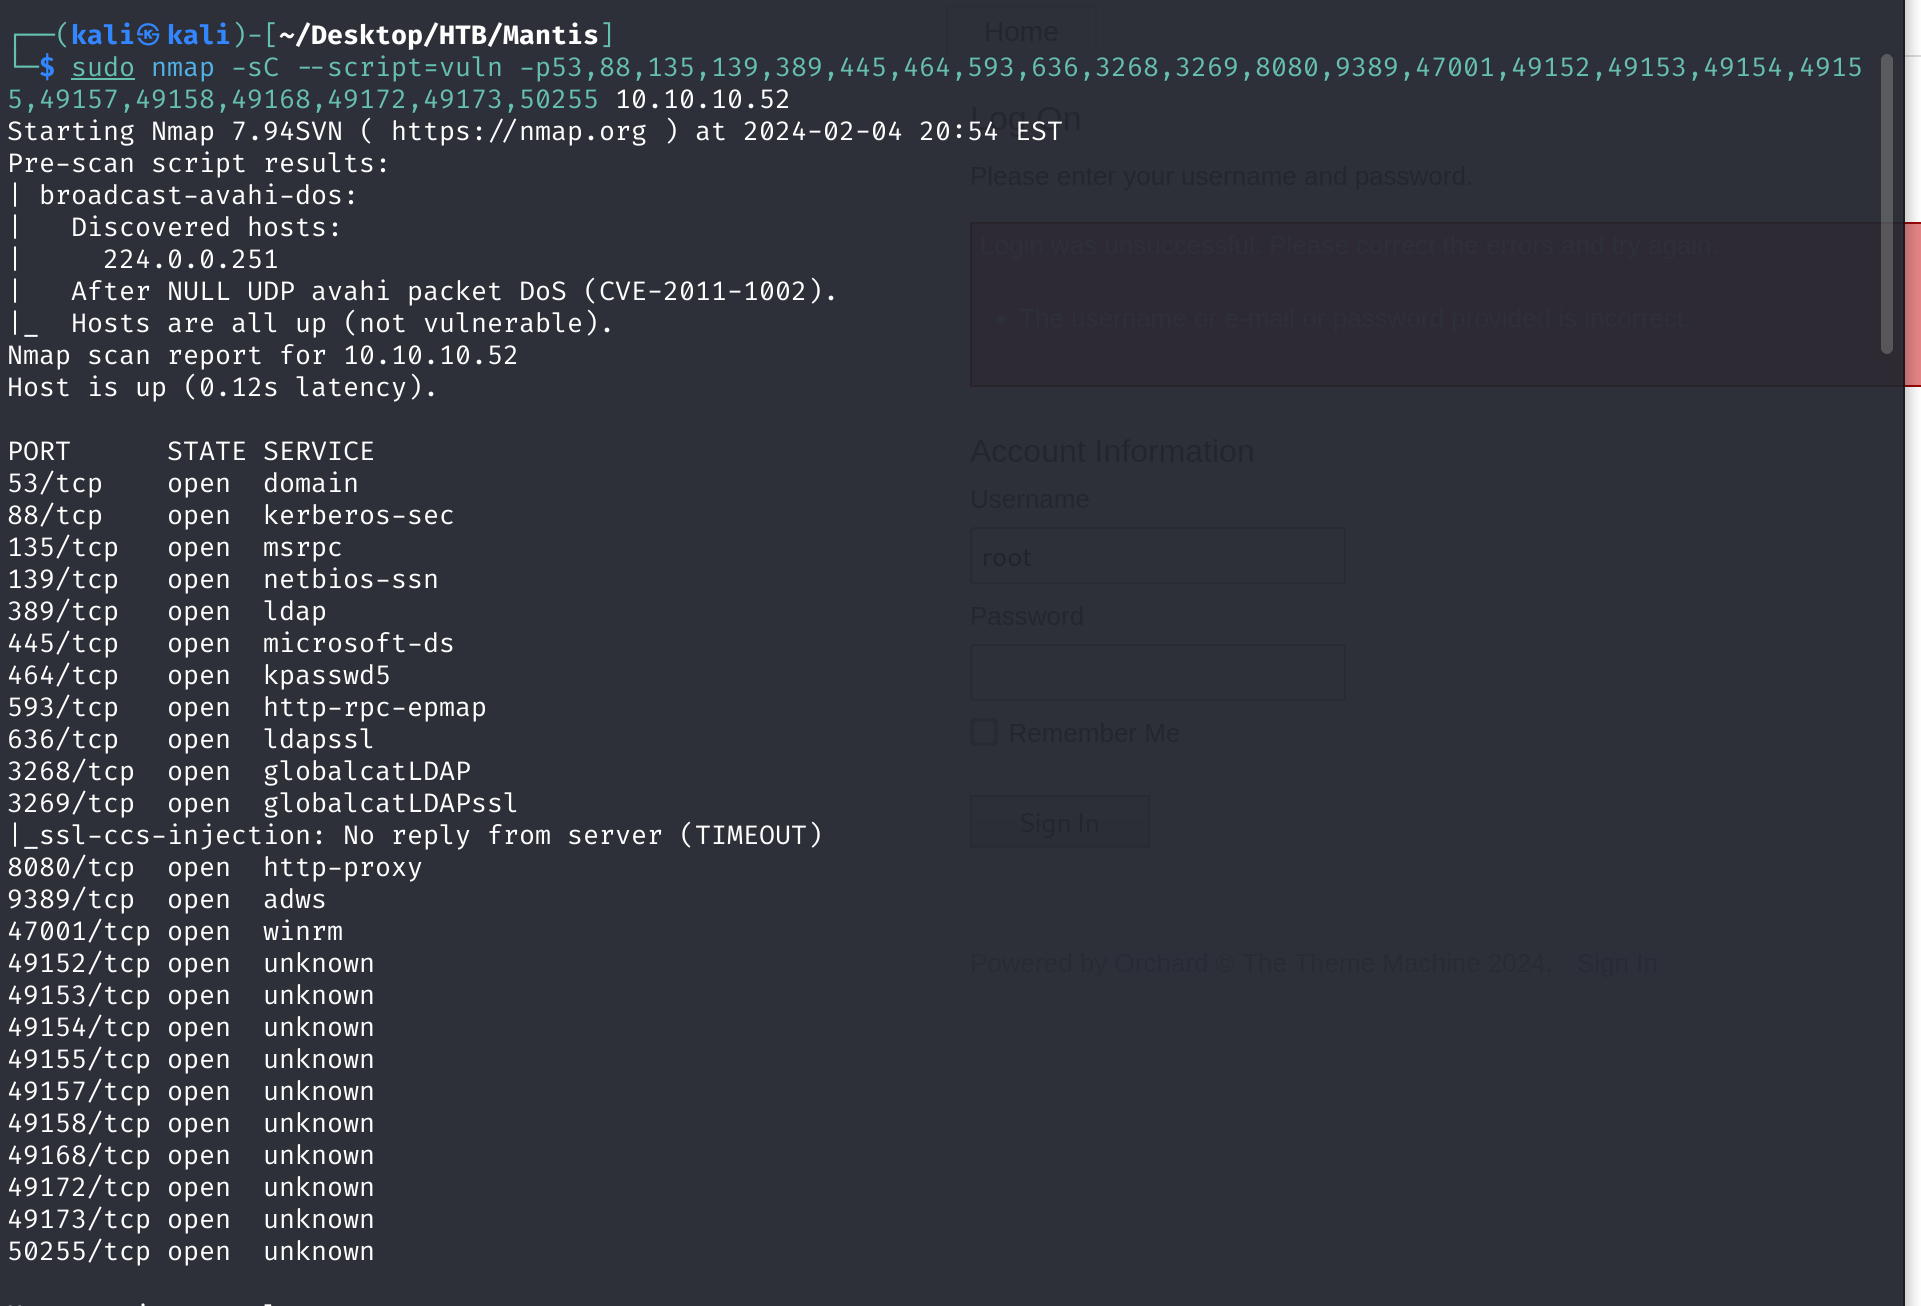 ┌──(kali㉿kali)-[~/Desktop/HTB/Mantis]
└─$ sudo nmap -sC --script=vuln -p53,88,135,139,389,445,464,593,636,3268,3269,8080,9389,47001,49152,49153,49154,4915
5,49157,49158,49168,49172,49173,50255 10.10.10.52
Starting Nmap 7.94SVN ( https://nmap.org ) at 2024-02-04 20:54 EST
Pre-scan script results:
| broadcast-avahi-dos:
|   Discovered hosts:
|     224.0.0.251
|   After NULL UDP avahi packet DoS (CVE-2011-1002).
|_  Hosts are all up (not vulnerable).
Nmap scan report for 10.10.10.52
Host is up (0.12s latency).
PORT      STATE SERVICE
53/tcp    open  domain
88/tcp    open  kerberos-sec
135/tcp   open  msrpc
139/tcp   open  netbios-ssn
389/tcp   open  ldap
445/tcp   open  microsoft-ds
464/tcp   open  kpasswd5
593/tcp   open  http-rpc-epmap
636/tcp   open  ldapssl
3268/tcp  open  globalcatLDAP
3269/tcp  open  globalcatLDAPssl
|_ssl-ccs-injection: No reply from server (TIMEOUT)
8080/tcp  open  http-proxy
9389/tcp  open  adws
47001/tcp open  winrm
49152/tcp open  unknown
49153/tcp open  unknown
49154/tcp open  unknown
49155/tcp open  unknown
49157/tcp open  unknown
49158/tcp open  unknown
49168/tcp open  unknown
49172/tcp open  unknown
49173/tcp open  unknown
50255/tcp open  unknown
Home
Log On
Please enter your username and password.
Login was unsuccessful. Please correct the errors and try again.
• The username or e-mail or password provided is incorrect.
Account Information
Username
root
Password
Remember Me
Sign In
Powered by Orchard © The Theme Machine 2024. Sign In